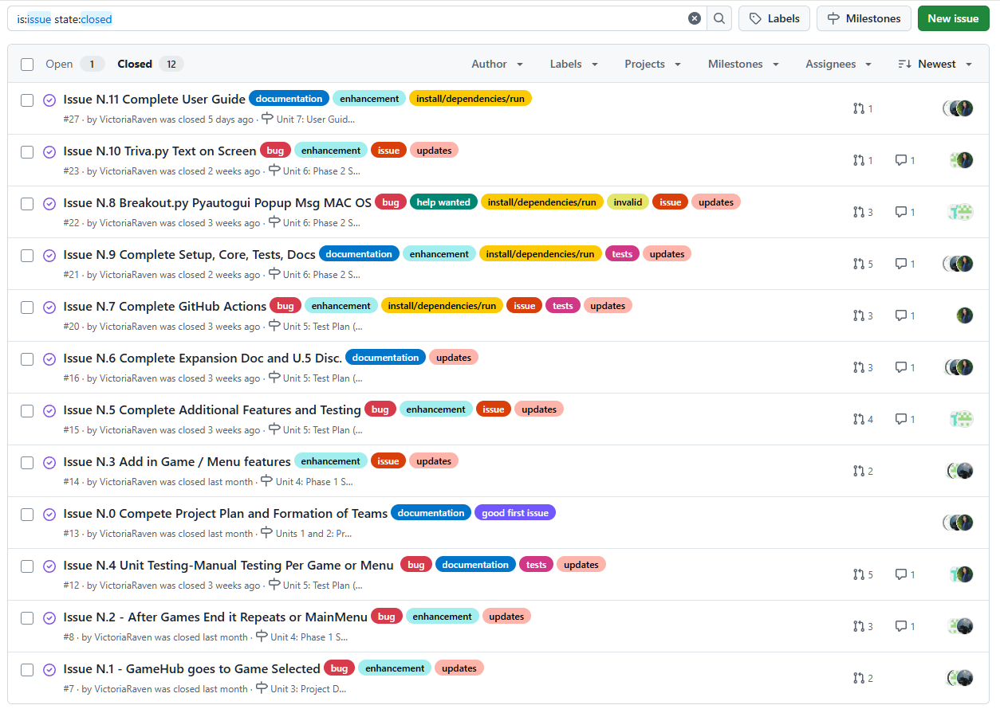 is:issue state:closed
Labels
Milestones
New issue
Open 1 Closed 12 Author Labels Projects Milestones Assignees Newest
Issue N.11 Complete User Guide documentation enhancement install/dependencies/run
#27 · by VictoriaRaven was closed 5 days ago · Unit 7: User Guid... 1
Issue N.10 Triva.py Text on Screen bug enhancement issue updates
#23 · by VictoriaRaven was closed 2 weeks ago · Unit 6: Phase 2 S... 1 1
Issue N.8 Breakout.py Pyautogui Popup Msg MAC OS bug help wanted install/dependencies/run invalid issue updates
#22 · by VictoriaRaven was closed 3 weeks ago · Unit 6: Phase 2 S... 3 1
Issue N.9 Complete Setup, Core, Tests, Docs documentation enhancement install/dependencies/run tests updates
#21 · by VictoriaRaven was closed 2 weeks ago · Unit 6: Phase 2 S... 5 1
Issue N.7 Complete GitHub Actions bug enhancement install/dependencies/run issue tests updates
#20 · by VictoriaRaven was closed 3 weeks ago · Unit 5: Test Plan (... 3 1
Issue N.6 Complete Expansion Doc and U.5 Disc. documentation updates
#16 · by VictoriaRaven was closed 3 weeks ago · Unit 5: Test Plan (... 3 1
Issue N.5 Complete Additional Features and Testing bug enhancement issue updates
#15 · by VictoriaRaven was closed 3 weeks ago · Unit 5: Test Plan (... 4 1
Issue N.3 Add in Game / Menu features enhancement issue updates
#14 · by VictoriaRaven was closed last month · Unit 4: Phase 1 S... 2
Issue N.0 Compete Project Plan and Formation of Teams documentation good first issue
#13 · by VictoriaRaven was closed last month · Units 1 and 2: Pr...
Issue N.4 Unit Testing-Manual Testing Per Game or Menu bug documentation tests updates
#12 · by VictoriaRaven was closed 3 weeks ago · Unit 5: Test Plan (... 5 1
Issue N.2 - After Games End it Repeats or MainMenu bug enhancement updates
#8 · by VictoriaRaven was closed last month · Unit 4: Phase 1 S... 3 1
Issue N.1 - GameHub goes to Game Selected bug enhancement updates
#7 · by VictoriaRaven was closed last month · Unit 3: Project D... 2